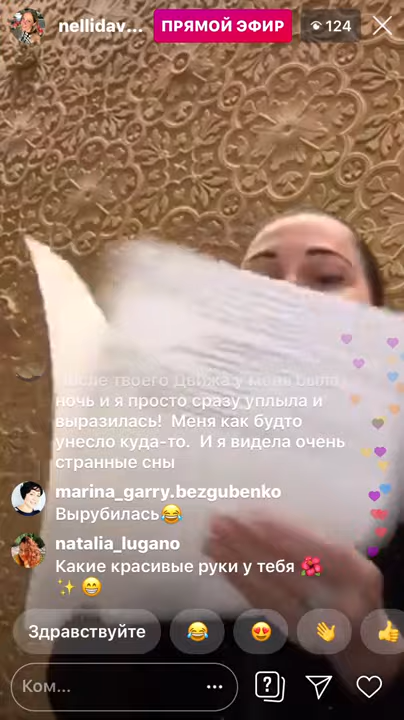 nellidav...
ПРЯМОЙ ЭФИР
124
После твоего Движа у меня была
ночь и я просто сразу уплыла и
выразилась! Меня как будто
унесло куда-то. И я видела очень
странные сны
marina_garry.bezgubenko
Вырубилась😂
natalia_lugano
Какие красивые руки у тебя 🌺
✨😁
Здравствуйте
😂
😍
👋
👍
Ком...